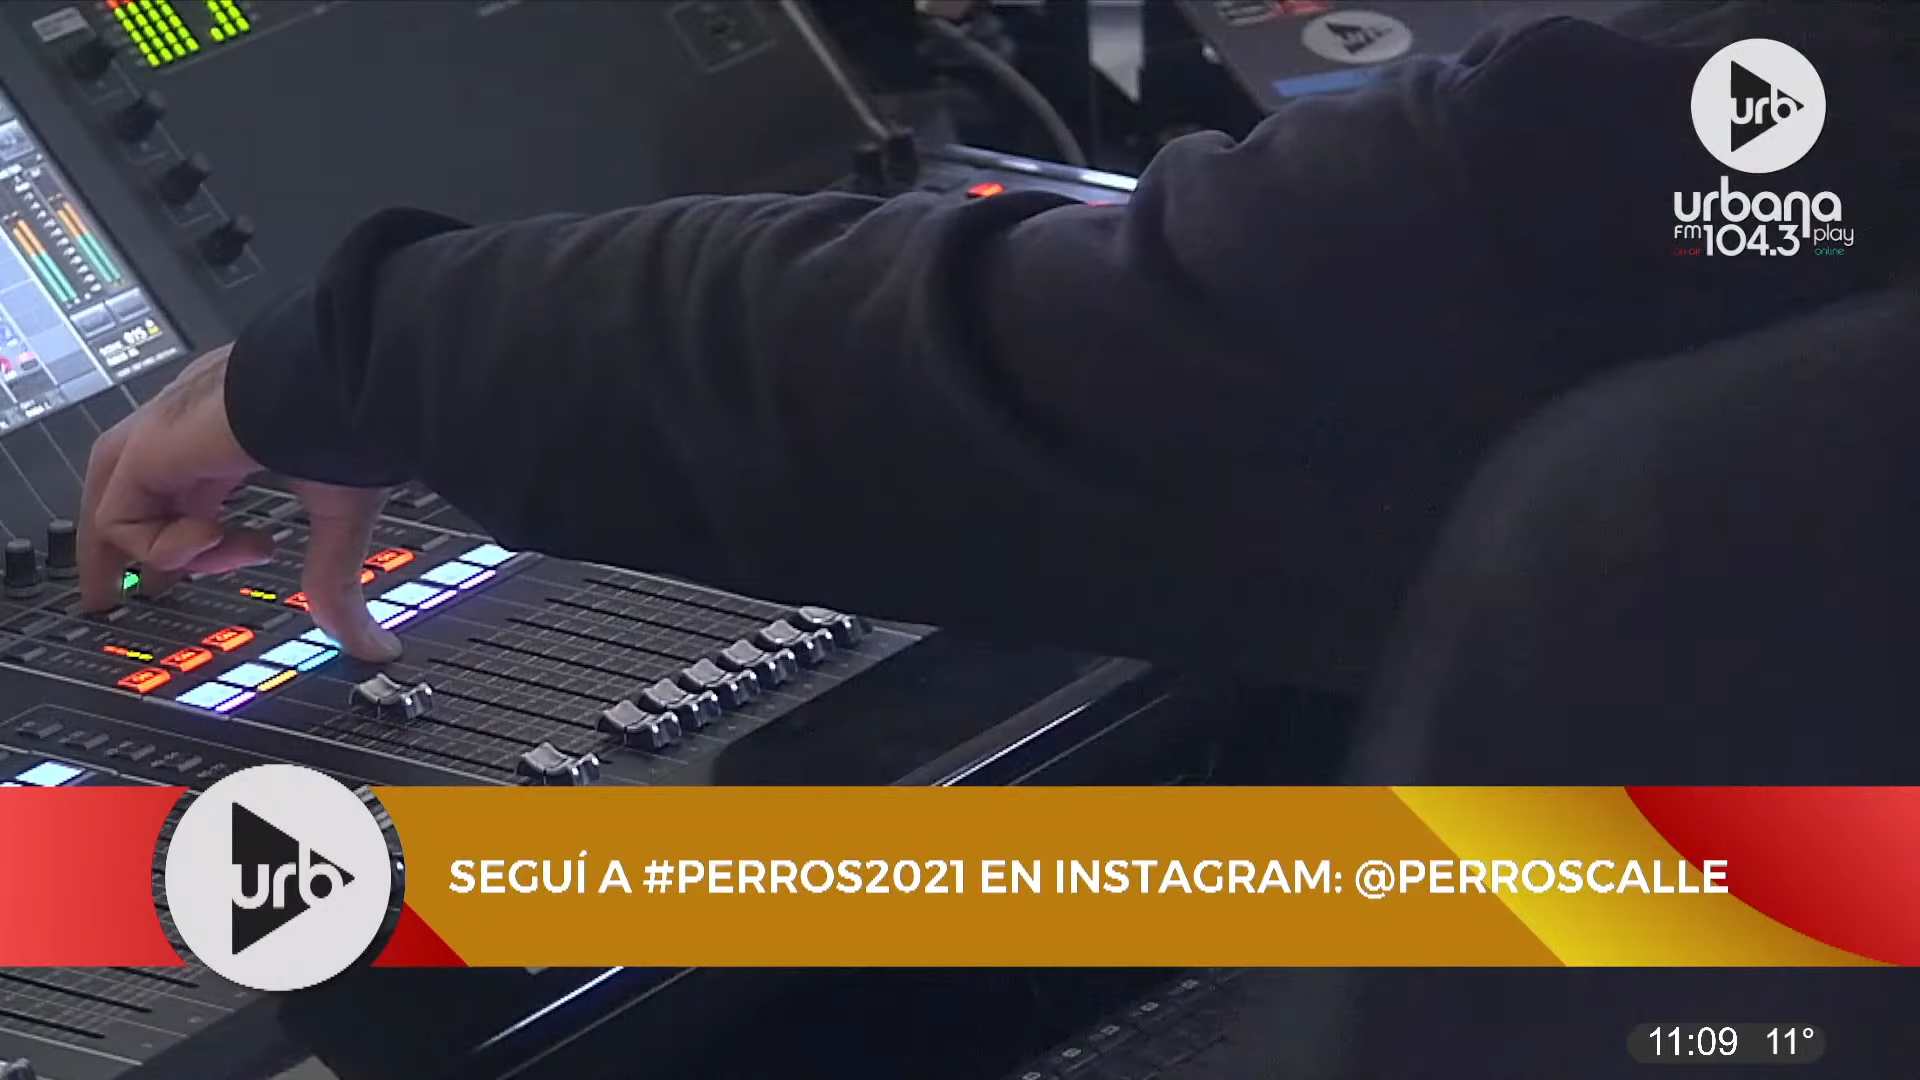 urb
urbana
FM 104.3 play
online
urb
SEGUÍ A #PERROS2021 EN INSTAGRAM: @PERROSCALLE
11:09 11°